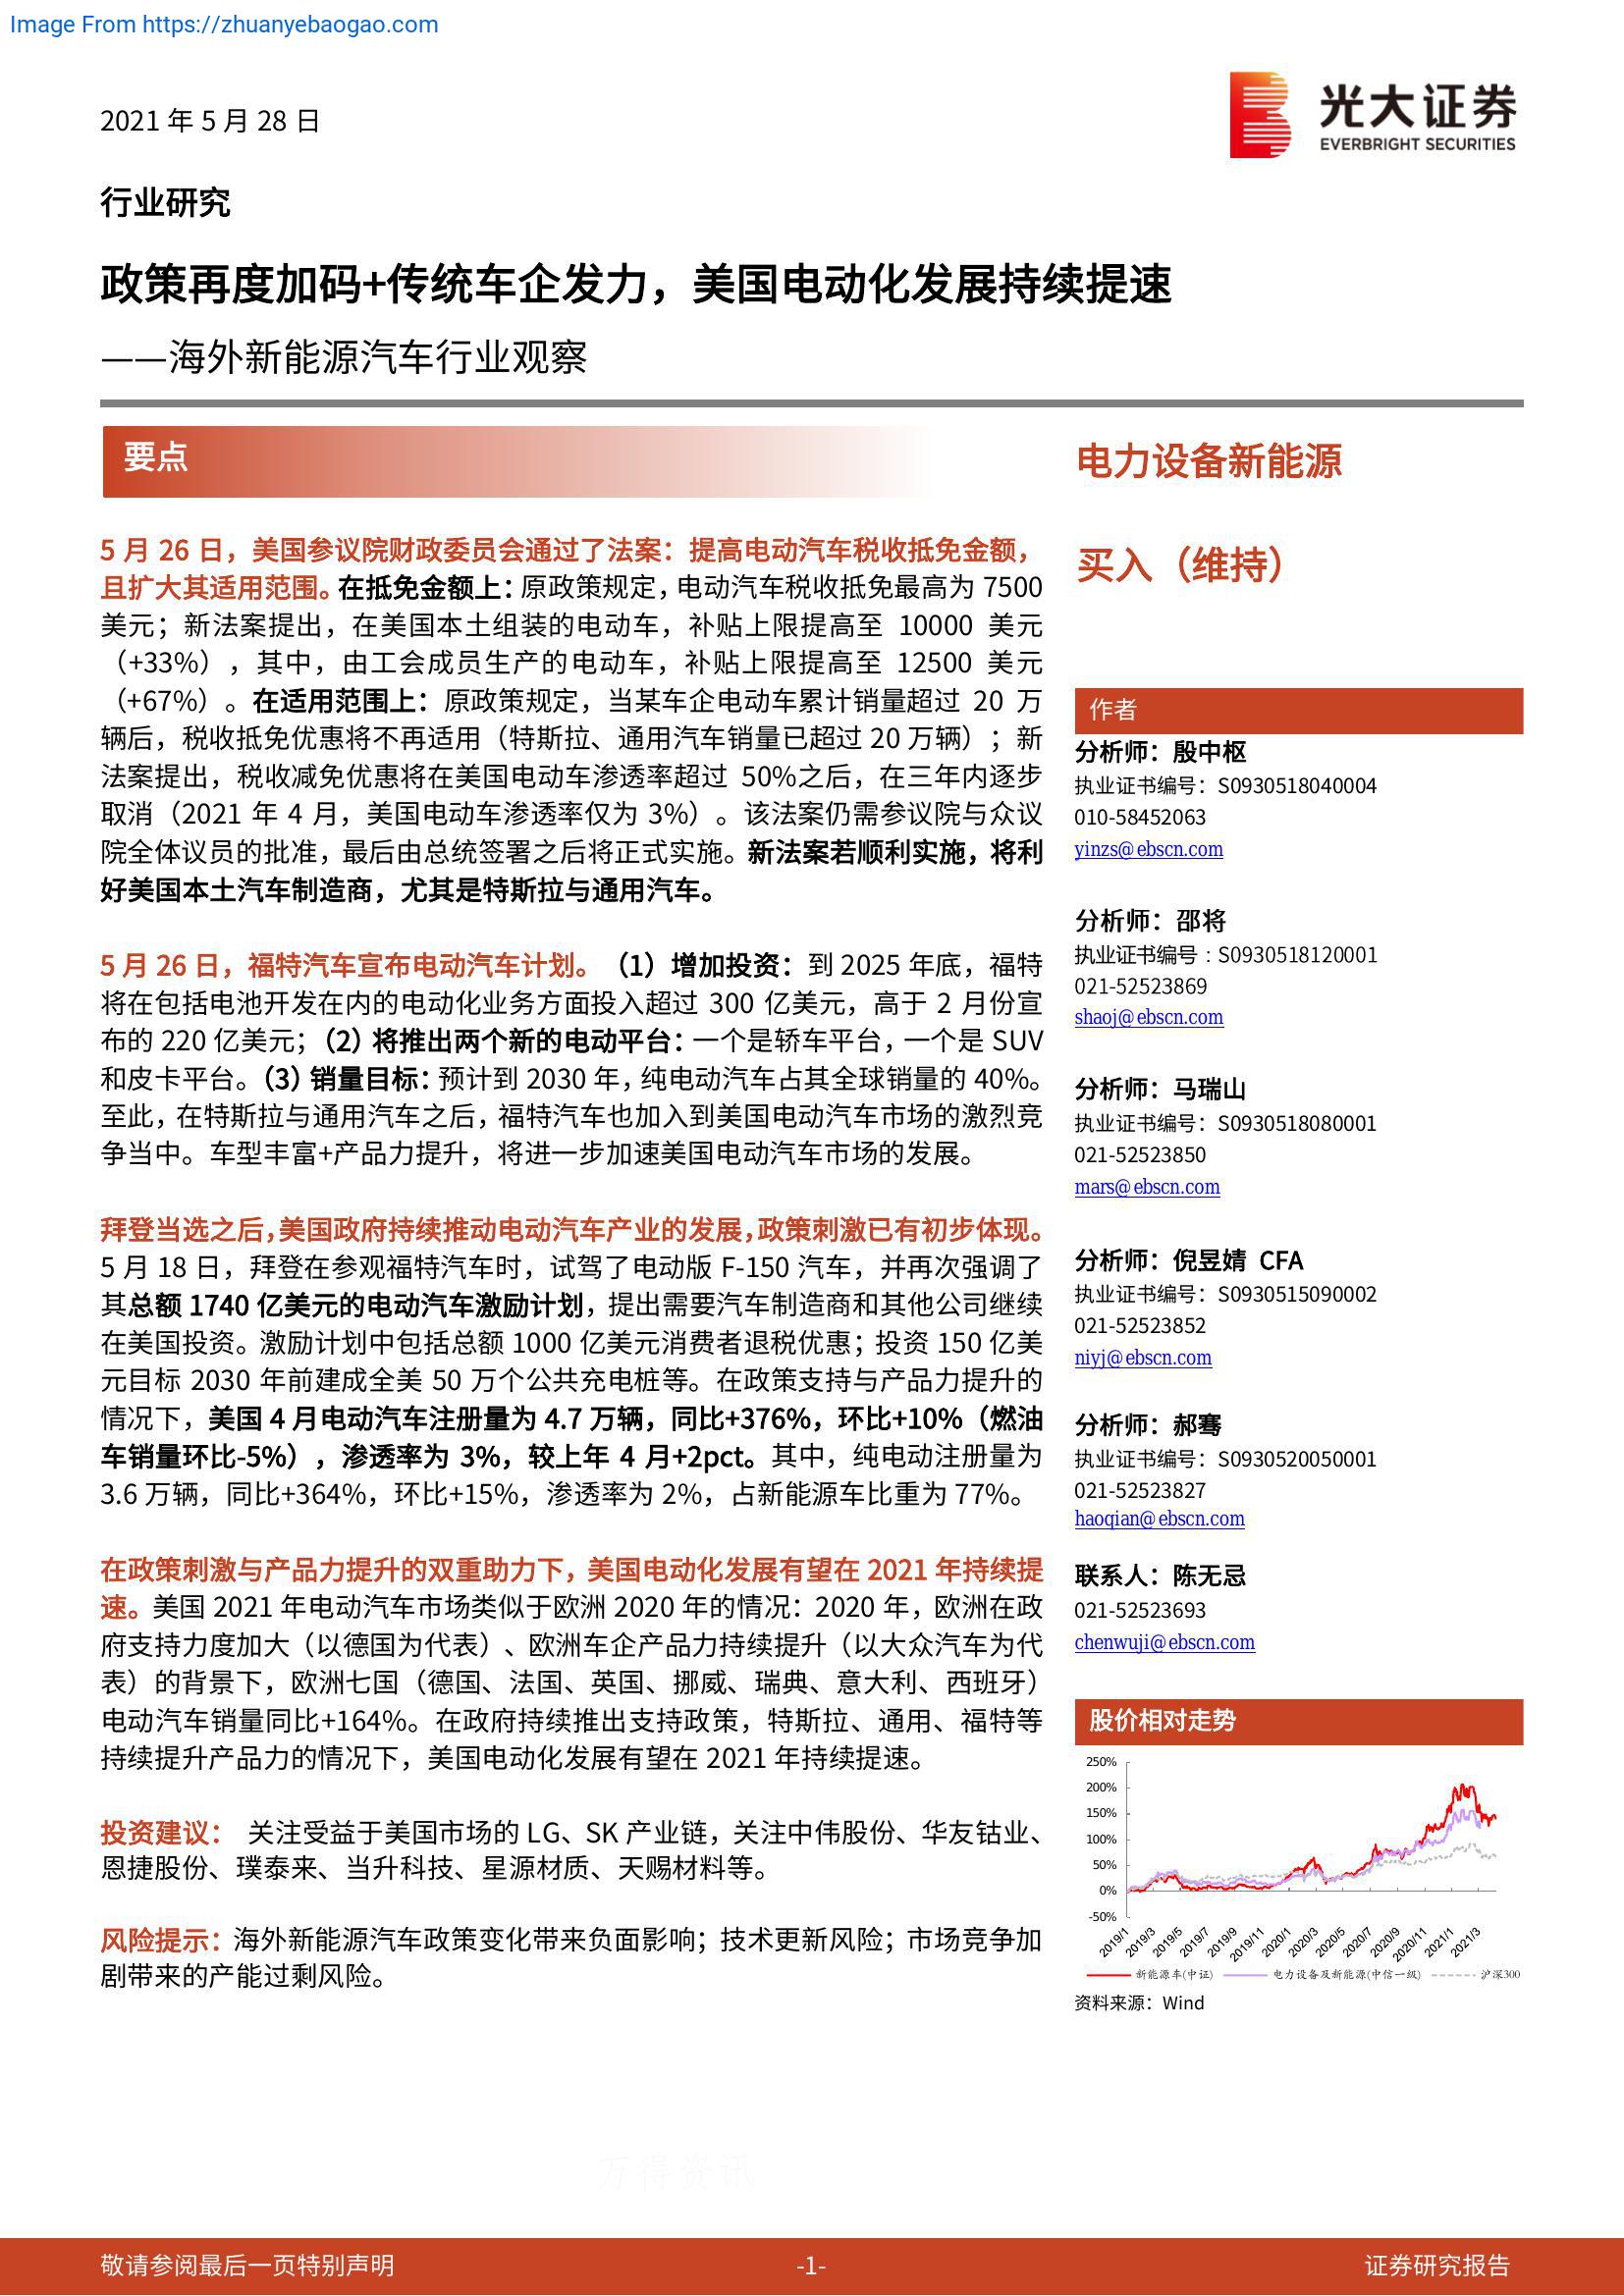 Image From https://zhuanyebaogao.com
2021 年 5 月 28 日
光大证券
EVERBRIGHT SECURITIES
行业研究
政策再度加码+传统车企发力，美国电动化发展持续提速
——海外新能源汽车行业观察
要点
5 月 26 日，美国参议院财政委员会通过了法案：提高电动汽车税收抵免金额，
且扩大其适用范围。在抵免金额上：原政策规定，电动汽车税收抵免最高为 7500
美元；新法案提出，在美国本土组装的电动车，补贴上限提高至 10000 美元
（+33%），其中，由工会成员生产的电动车，补贴上限提高至 12500 美元
（+67%）。在适用范围上：原政策规定，当某车企电动车累计销量超过 20 万
辆后，税收抵免优惠将不再适用（特斯拉、通用汽车销量已超过 20 万辆）；新
法案提出，税收减免优惠将在美国电动车渗透率超过 50%之后，在三年内逐步
取消（2021 年 4 月，美国电动车渗透率仅为 3%）。该法案仍需参议院与众议
院全体议员的批准，最后由总统签署之后将正式实施。新法案若顺利实施，将利
好美国本土汽车制造商，尤其是特斯拉与通用汽车。
5 月 26 日，福特汽车宣布电动汽车计划。（1）增加投资：到 2025 年底，福特
将在包括电池开发在内的电动化业务方面投入超过 300 亿美元，高于 2 月份宣
布的 220 亿美元；（2）将推出两个新的电动平台：一个是轿车平台，一个是 SUV
和皮卡平台。（3）销量目标：预计到 2030 年，纯电动汽车占其全球销量的 40%。
至此，在特斯拉与通用汽车之后，福特汽车也加入到美国电动汽车市场的激烈竞
争当中。车型丰富+产品力提升，将进一步加速美国电动汽车市场的发展。
拜登当选之后，美国政府持续推动电动汽车产业的发展，政策刺激已有初步体现。
5 月 18 日，拜登在参观福特汽车时，试驾了电动版 F-150 汽车，并再次强调了
其总额 1740 亿美元的电动汽车激励计划，提出需要汽车制造商和其他公司继续
在美国投资。激励计划中包括总额 1000 亿美元消费者退税优惠；投资 150 亿美
元目标 2030 年前建成全美 50 万个公共充电桩等。在政策支持与产品力提升的
情况下，美国 4 月电动汽车注册量为 4.7 万辆，同比+376%，环比+10%（燃油
车销量环比-5%），渗透率为 3%，较上年 4 月+2pct。其中，纯电动注册量为
3.6 万辆，同比+364%，环比+15%，渗透率为 2%，占新能源车比重为 77%。
在政策刺激与产品力提升的双重助力下，美国电动化发展有望在 2021 年持续提
速。美国 2021 年电动汽车市场类似于欧洲 2020 年的情况：2020 年，欧洲在政
府支持力度加大（以德国为代表）、欧洲车企产品力持续提升（以大众汽车为代
表）的背景下，欧洲七国（德国、法国、英国、挪威、瑞典、意大利、西班牙）
电动汽车销量同比+164%。在政府持续推出支持政策，特斯拉、通用、福特等
持续提升产品力的情况下，美国电动化发展有望在 2021 年持续提速。
投资建议： 关注受益于美国市场的 LG、SK 产业链，关注中伟股份、华友钴业、
恩捷股份、璞泰来、当升科技、星源材质、天赐材料等。
风险提示：海外新能源汽车政策变化带来负面影响；技术更新风险；市场竞争加
剧带来的产能过剩风险。
电力设备新能源
买入（维持）
作者
分析师：殷中枢
执业证书编号：S0930518040004
010-58452063
yinzs@ebscn.com
分析师：邵将
执业证书编号：S0930518120001
021-52523869
shaoj@ebscn.com
分析师：马瑞山
执业证书编号：S0930518080001
021-52523850
mars@ebscn.com
分析师：倪昱婧 CFA
执业证书编号：S0930515090002
021-52523852
niyj@ebscn.com
分析师：郝骞
执业证书编号：S0930520050001
021-52523827
haoqian@ebscn.com
联系人：陈无忌
021-52523693
chenwuji@ebscn.com
股价相对走势
250%
200%
150%
100%
50%
0%
-50%
2019/1 2019/3 2019/5 2019/7 2019/9 2019/11 2020/1 2020/3 2020/5 2020/7 2020/9 2020/11 2021/1 2021/3
新能源车(中证) 电力设备及新能源(中信一级) 沪深300
资料来源：Wind
万得资讯
敬请参阅最后一页特别声明 -1- 证券研究报告